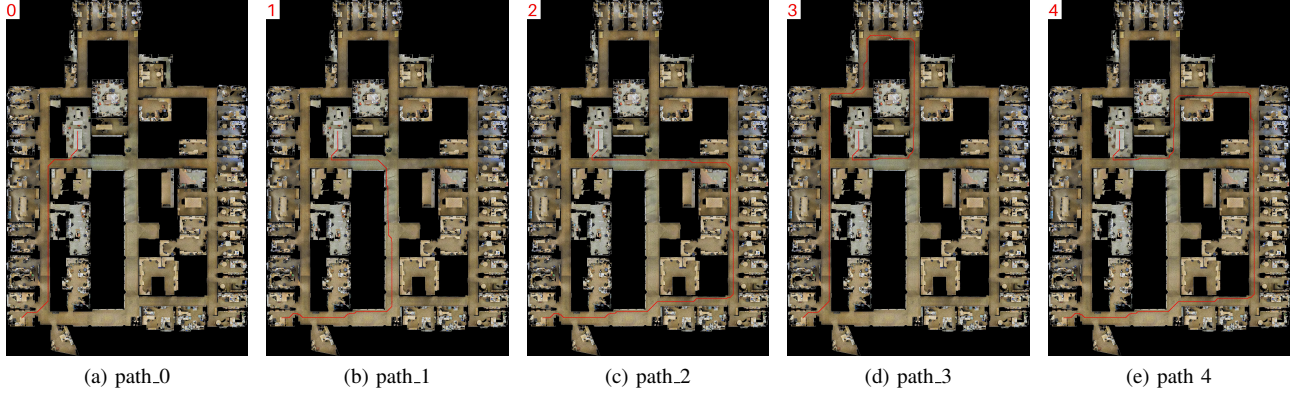 0
1
2
3
4
(a) path_0
(b) path_1
(c) path_2
(d) path_3
(e) path 4